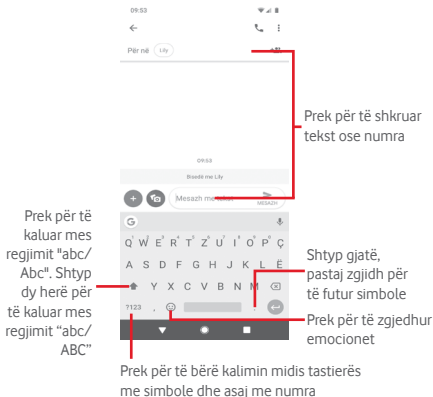 09:53
Për në Lily
Prek për të shkruar
tekst ose numra
09:53
Bisedë me Lily
Mesazh me tekst
MESAZH
G
Q W E R T Z U I O P Ç
A S D F G H J K L Ë
Y X C V B N M
?123 , .
Prek për të
kaluar mes
regjimit "abc/
Abc". Shtyp
dy herë për
të kaluar mes
regjimit “abc/
ABC”
Shtyp gjatë,
pastaj zgjidh për
të futur simbole
Prek për të zgjedhur
emocionet
Prek për të bërë kalimin midis tastierës
me simbole dhe asaj me numra